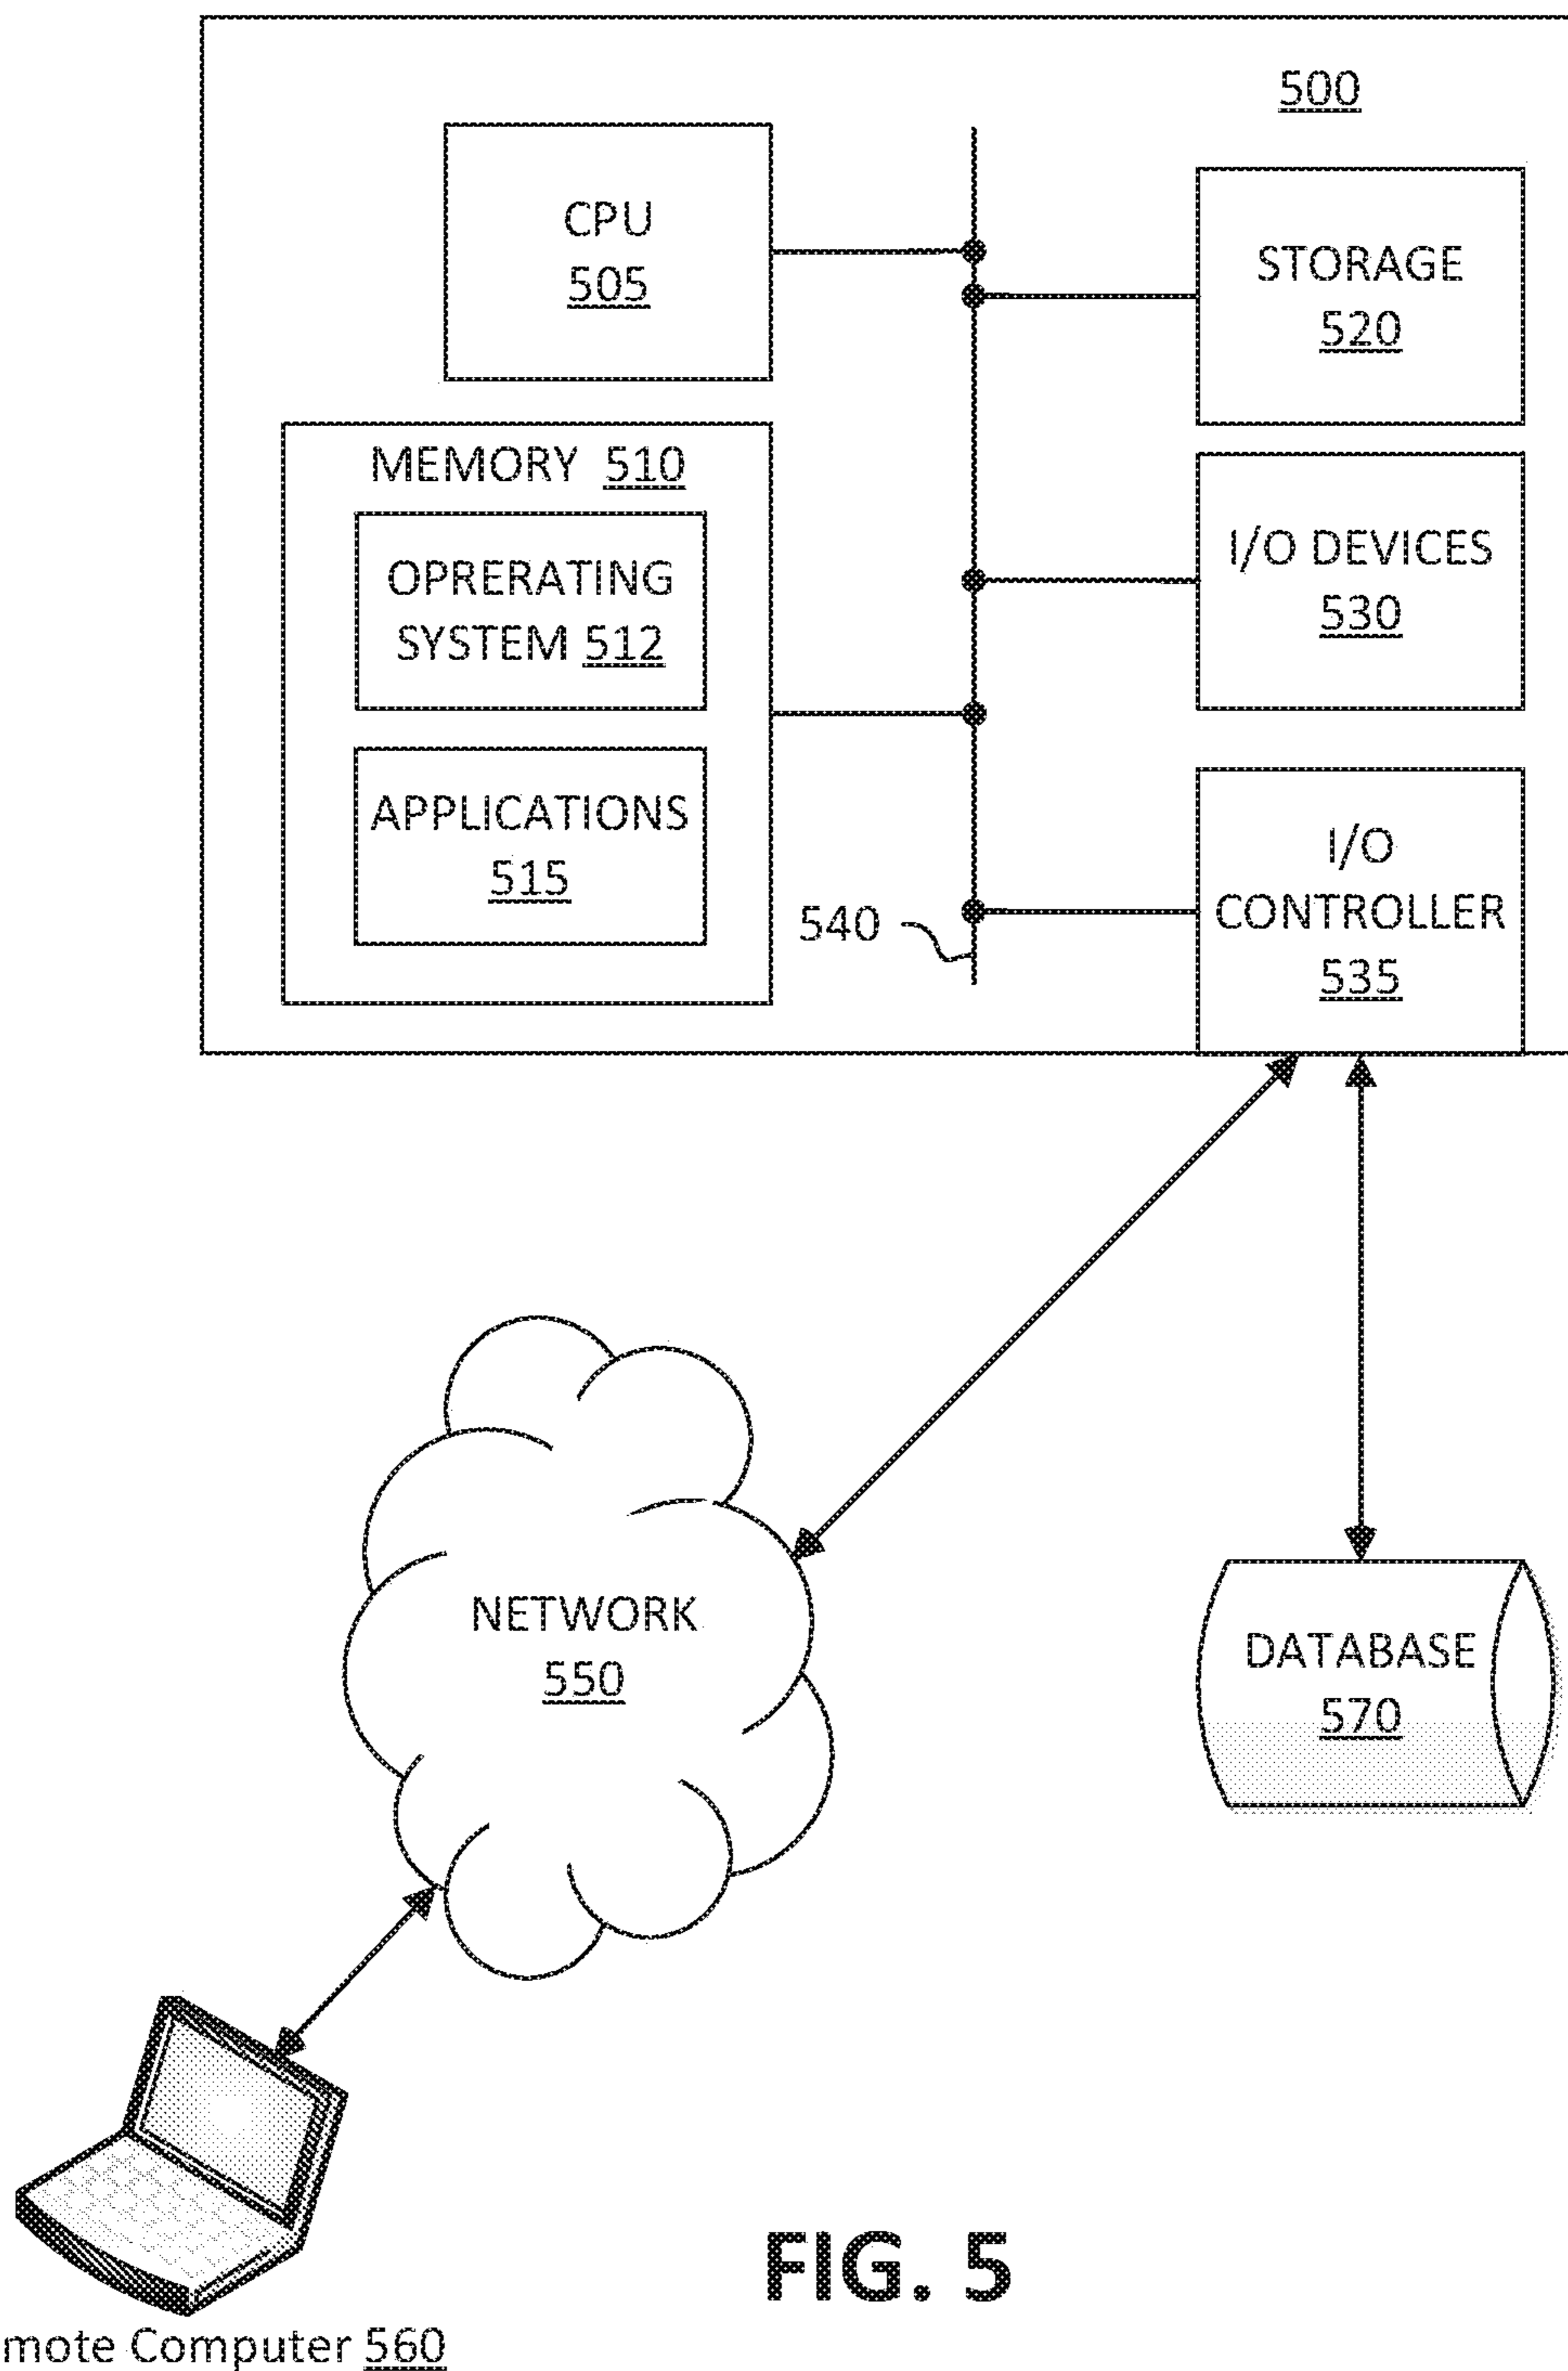 500
CPU
505
STORAGE
520
MEMORY 510
OPRERATING
SYSTEM 512
I/O DEVICES
530
APPLICATIONS
515
I/O
CONTROLLER
535
540
NETWORK
550
DATABASE
570
FIG. 5
mote Computer 560